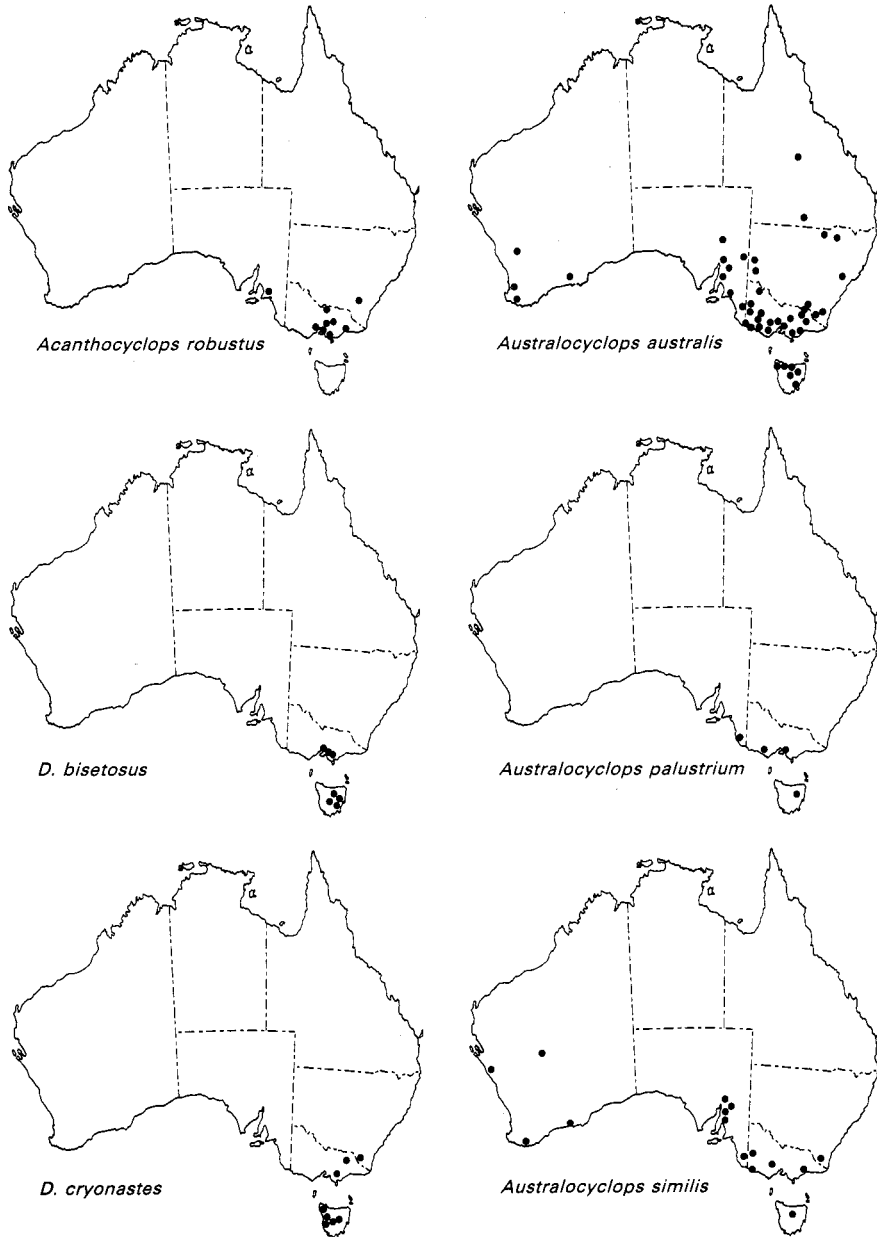 Acanthocyclops robustus
Australocyclops australis
D. bisetosus
Australocyclops palustrium
D. cryonastes
Australocyclops similis